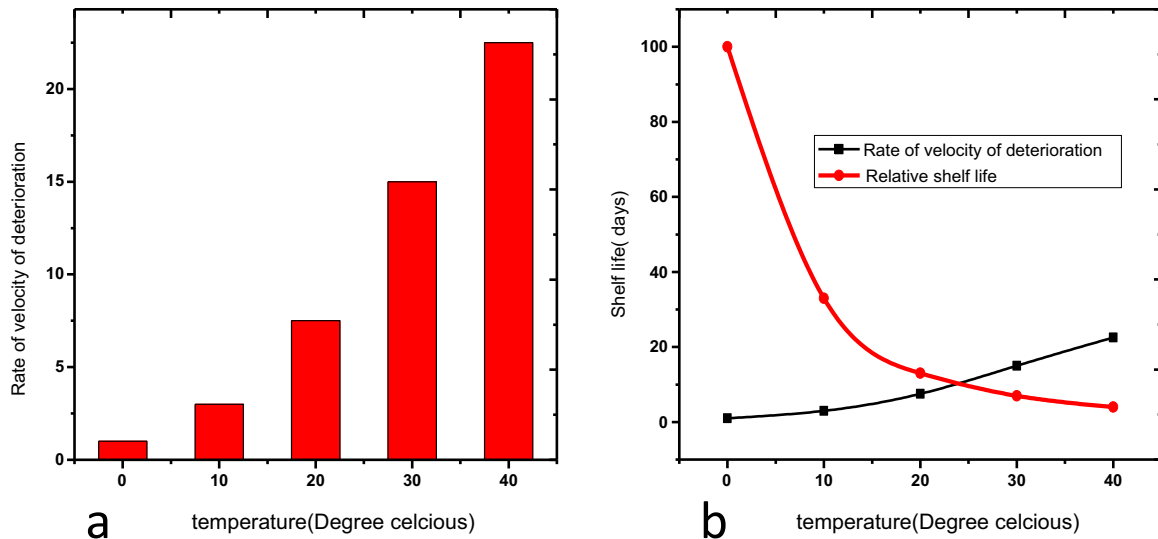 Rate of velocity of deterioration
20
15
10
5
0
0 10 20 30 40
temperature(Degree celcious)
a
Shelf life( days)
100
80
60
40
20
0
Rate of velocity of deterioration
Relative shelf life
0 10 20 30 40
temperature(Degree celcious)
b